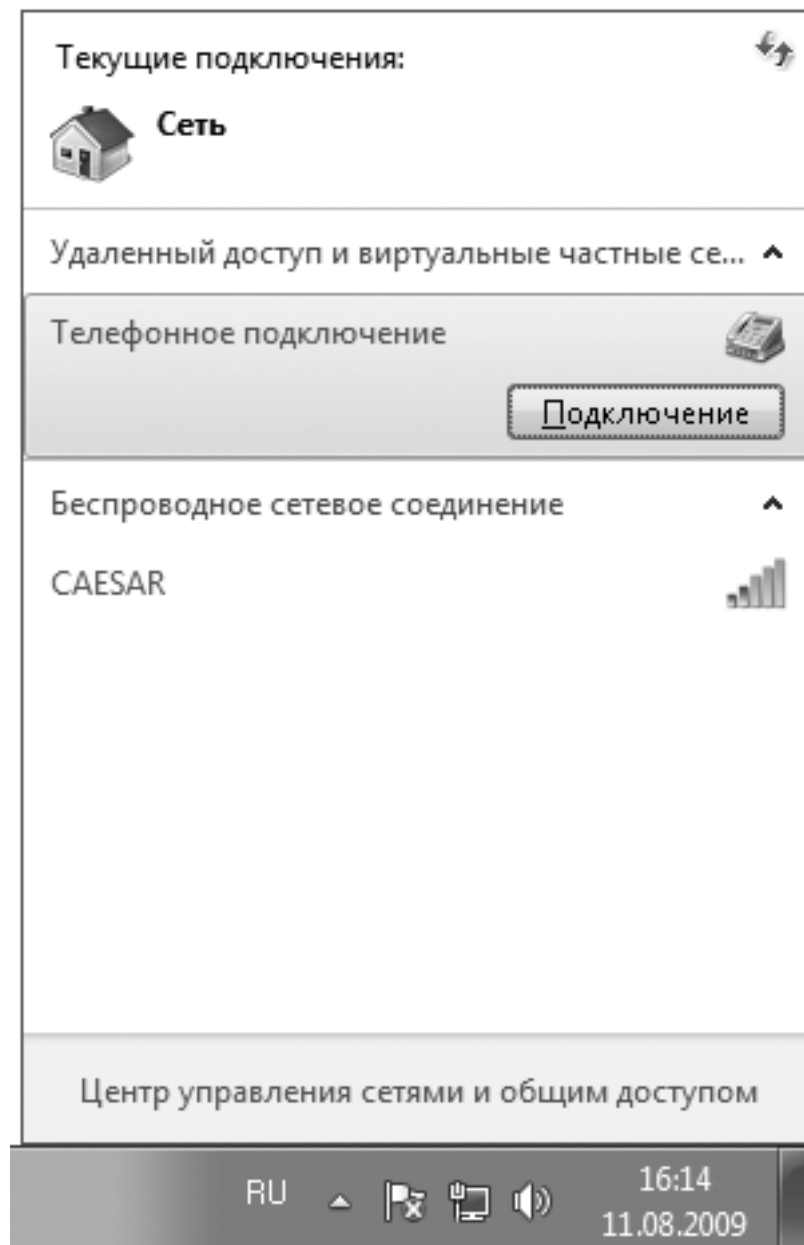 Текущие подключения:
Сеть
Удаленный доступ и виртуальные частные се...
Телефонное подключение
Подключение
Беспроводное сетевое соединение
CAESAR
Центр управления сетями и общим доступом
RU
16:14
11.08.2009